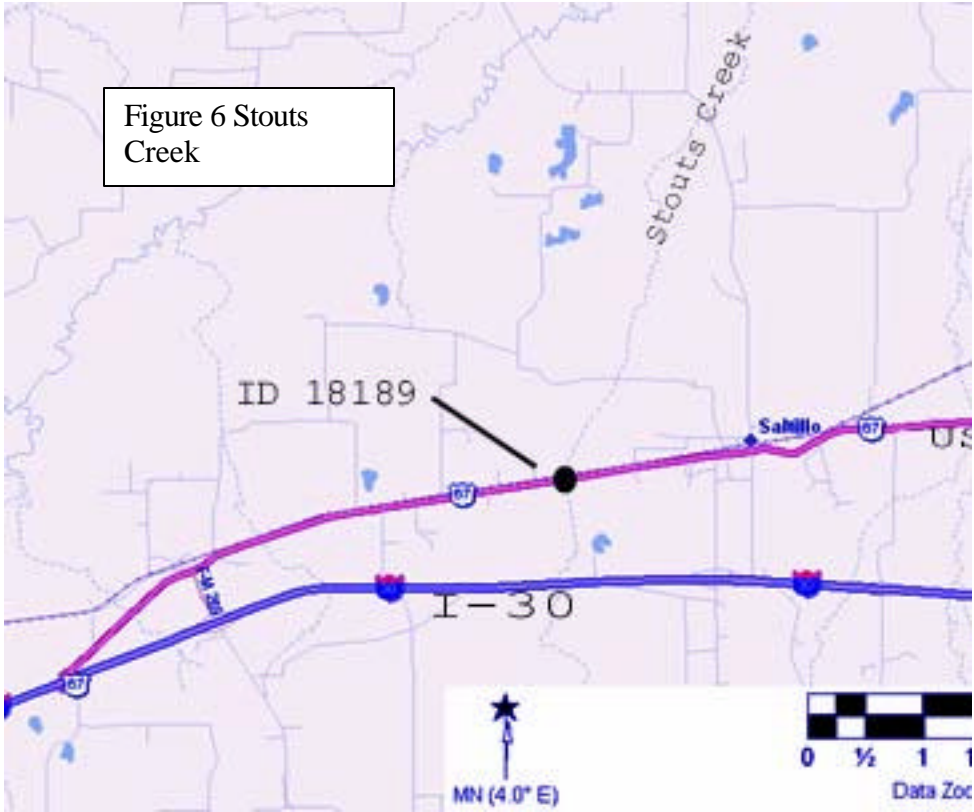 Figure 6 Stouts
Creek
Stouts Creek
ID 18189
Saltillo
67
US
67
I-30
67
MN (4.0° E)
0 ½ 1 1
Data Zoo